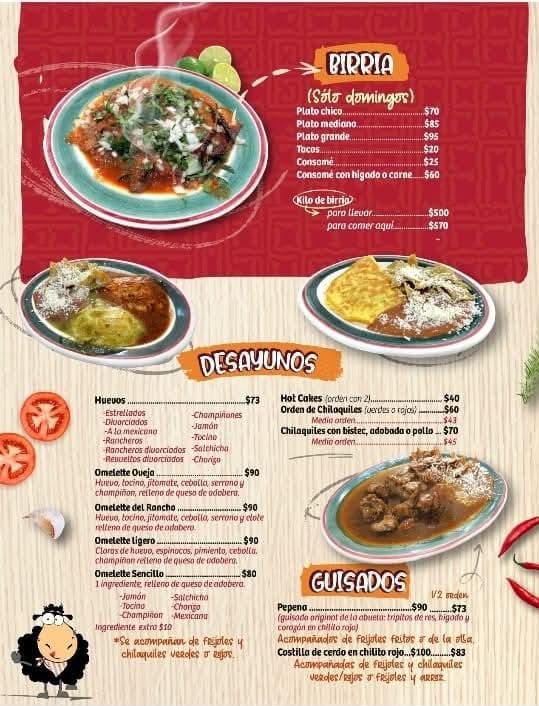 BIRRIA
(Sólo domingos)
Plato chico $70
Plato mediano $85
Plato grande $95
Tacos $20
Consomé $25
Consomé con hígado o carne $60
Kilo de birria
para llevar $500
para comer aquí $570
DESAYUNOS
Huevos $73
-Estrellados
-Divorciados
-A la mexicana
-Rancheros
-Rancheros divorciados
-Revueltos divorciados
-Champiñones
-Jamón
-Tocino
-Salchicha
-Chorizo
Omelette Oveja $90
Huevo, tocino, jitomate, cebolla, serrano y
champiñon, relleno de queso de adobera.
Omelette del Rancho $90
Huevo, tocino, jitomate, cebolla, serrano y elote
relleno de queso de adobera.
Omelette ligero $90
Claras de huevo, espinacas, pimiento, cebolla,
champiñon relleno de queso de adobera.
Omelette Sencillo $80
1 ingrediente, relleno de queso de adobera.
-Jamón
-Tocino
-Champiñon
-Salchicha
-Chorizo
-Mexicana
Ingrediente extra $10
*Se acompañan de frijoles y
chilaquiles verdes o rojos.
Hot Cakes (orden con 2) $40
Orden de Chilaquiles (verdes o rojos) $60
Media orden $43
Chilaquiles con bistec, adobada o pollo $70
Media orden $45
GUISADOS
1/2 orden
Pepena $90 $73
(guisado original de la abuela: tripitas de res, hígado y
corazón en chilito rojo)
Acompañados de frijoles fritos o de la olla.
Costilla de cerdo en chilito rojo $100 $83
Acompañadas de frijoles y chilaquiles
verdes/rojos o frijoles y arroz.